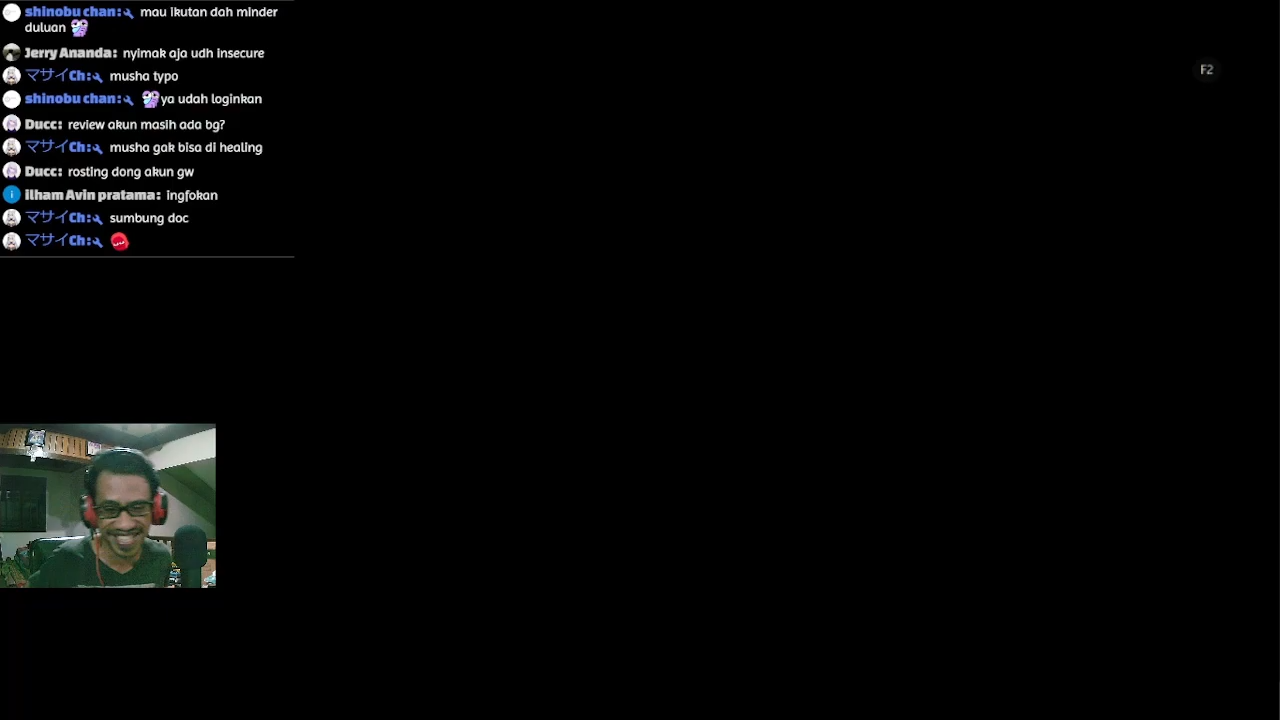 shinobu chan: mau ikutan dah minder
duluan
Jerry Ananda: nyimak aja udh insecure
マサイCh: musha typo
shinobu chan: ya udah loginkan
Ducc: review akun masih ada bg?
マサイCh: musha gak bisa di healing
Ducc: rosting dong akun gw
i ilham Avin pratama: ingfokan
マサイCh: sumbung doc
マサイCh:
F2